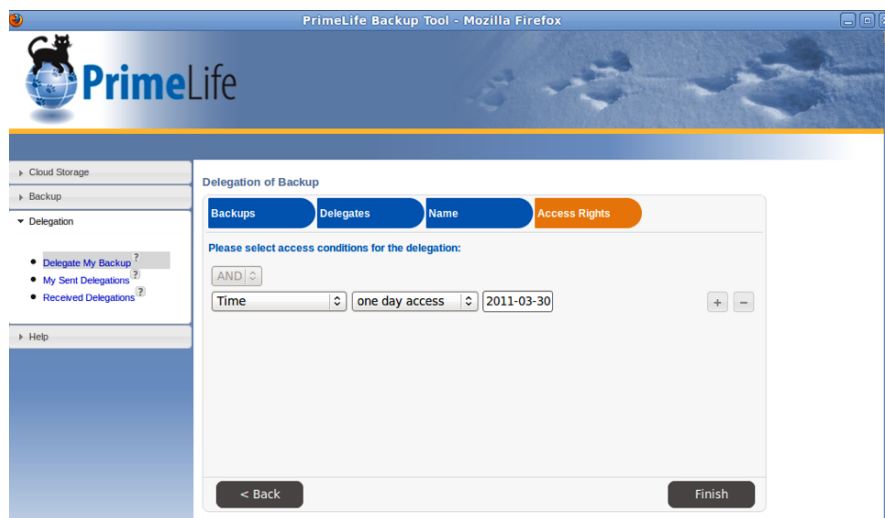 PrimeLife Backup Tool - Mozilla Firefox
PrimeLife
Cloud Storage
Backup
Delegation
Delegate My Backup ?
My Sent Delegations ?
Received Delegations ?
Help
Delegation of Backup
Backups Delegates Name Access Rights
Please select access conditions for the delegation:
AND
Time one day access 2011-03-30 + −
< Back Finish